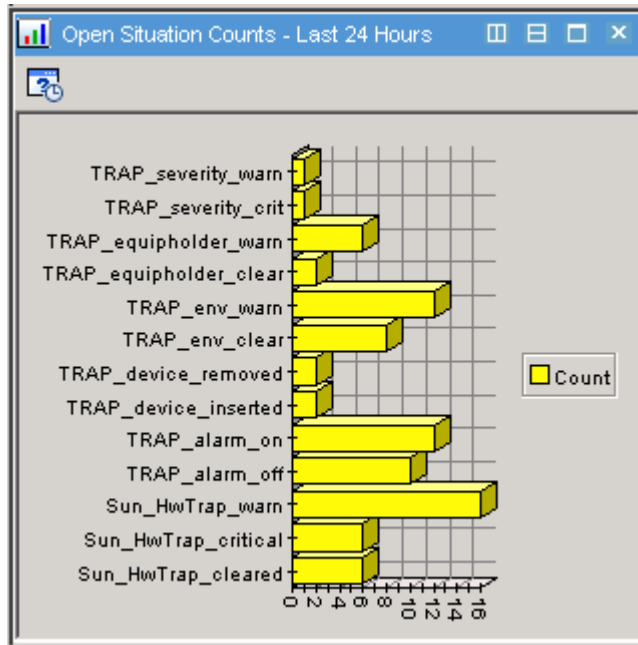 Open Situation Counts - Last 24 Hours
TRAP_severity_warn
TRAP_severity_crit
TRAP_equipholder_warn
TRAP_equipholder_clear
TRAP_env_warn
TRAP_env_clear
TRAP_device_removed
TRAP_device_inserted
TRAP_alarm_on
TRAP_alarm_off
Sun_HwTrap_warn
Sun_HwTrap_critical
Sun_HwTrap_cleared
Count
0 2 4 6 8 10 12 14 16